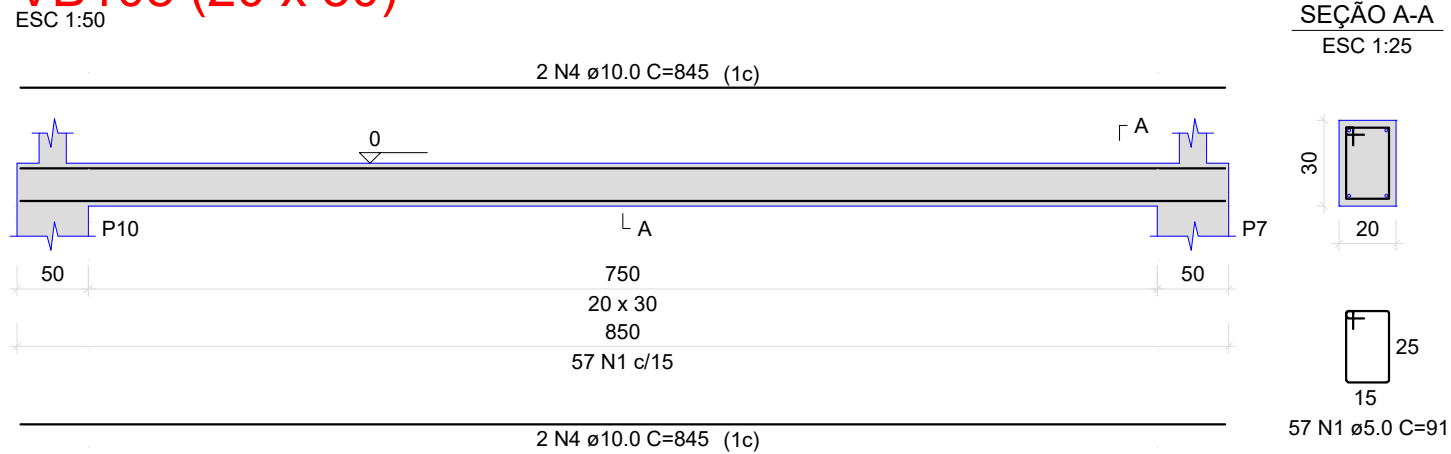 ESC 1:50
SEÇÃO A-A
ESC 1:25
2 N4 ø10.0 C=845 (1c)
A
0
30
P10
A
P7
20
50
750
50
20 x 30
850
25
57 N1 c/15
15
2 N4 ø10.0 C=845 (1c)
57 N1 ø5.0 C=91